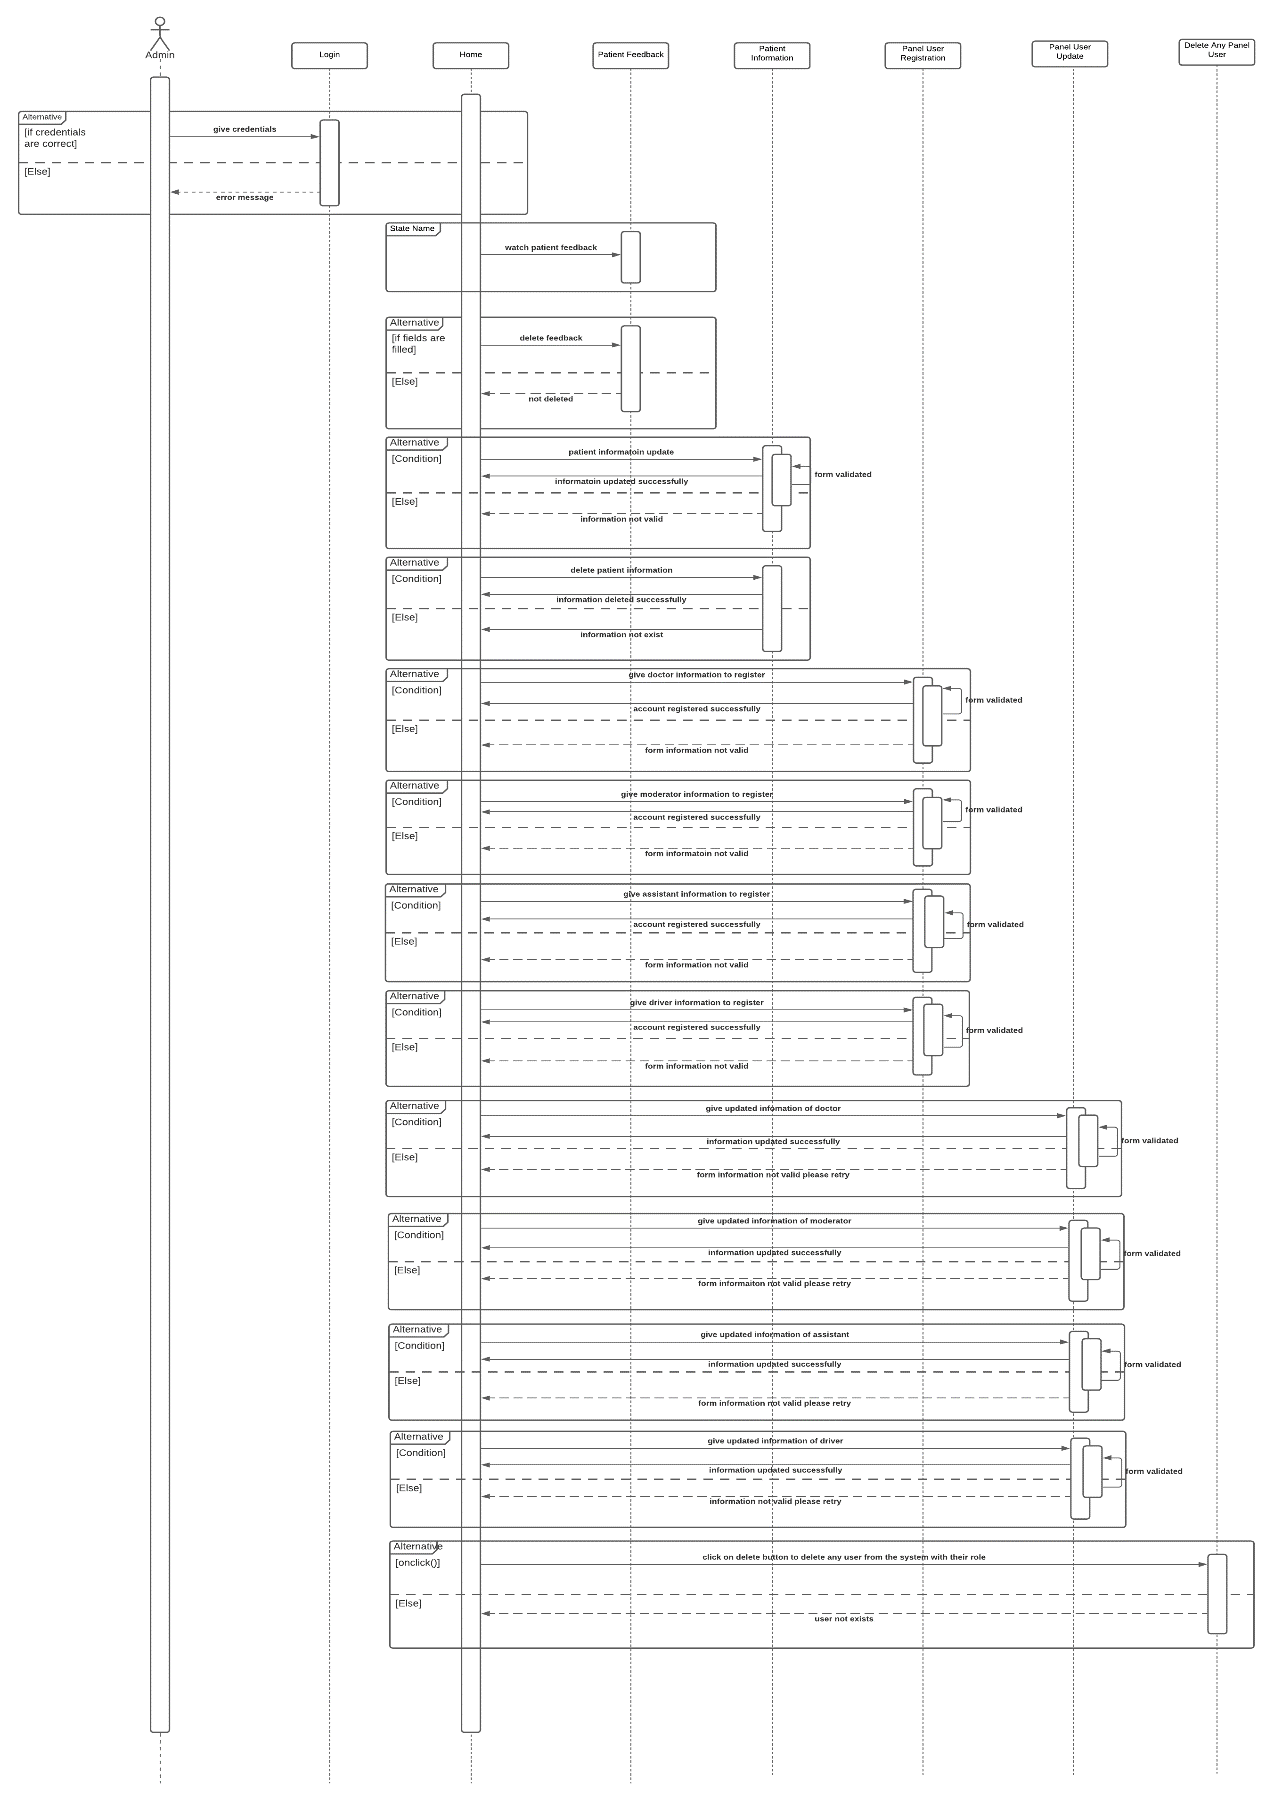 Admin
Login
Home
Patient Feedback
Patient
Information
Panel User
Registration
Panel User
Update
Delete Any Panel
User
Alternative
[if credentials
are correct]
give credentials
[Else]
error message
State Name
watch patient feedback
Alternative
[if fields are
filled]
delete feedback
[Else]
not deleted
Alternative
[Condition]
patient informatoin update
form validated
informatoin updated successfully
[Else]
information not valid
Alternative
[Condition]
delete patient information
information deleted successfully
[Else]
information not exist
Alternative
[Condition]
give doctor information to register
form validated
account registered successfully
[Else]
form information not valid
Alternative
[Condition]
give moderator information to register
form validated
account registered successfully
[Else]
form informatoin not valid
Alternative
[Condition]
give assistant information to register
form validated
account registered successfully
[Else]
form information not valid
Alternative
[Condition]
give driver information to register
form validated
account registered successfully
[Else]
form information not valid
Alternative
[Condition]
give updated infomation of doctor
form validated
information updated successfully
[Else]
form information not valid please retry
Alternative
[Condition]
give updated information of moderator
form validated
information updated successfully
[Else]
form informaiton not valid please retry
Alternative
[Condition]
give updated information of assistant
form validated
information updated successfully
[Else]
form information not valid please retry
Alternative
[Condition]
give updated information of driver
form validated
information updated successfully
[Else]
information not valid please retry
Alternative
[onclick()]
click on delete button to delete any user from the system with their role
[Else]
user not exists